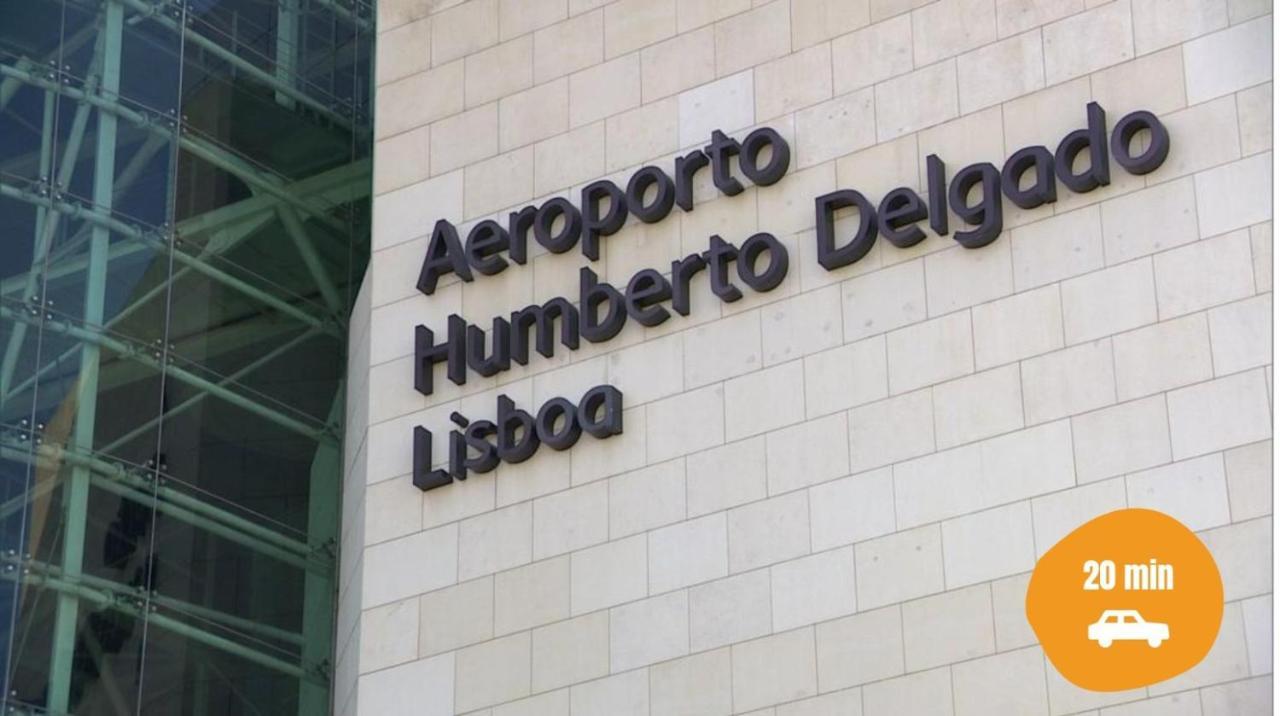 Aeroporto
Humberto Delgado
Lisboa
20 min